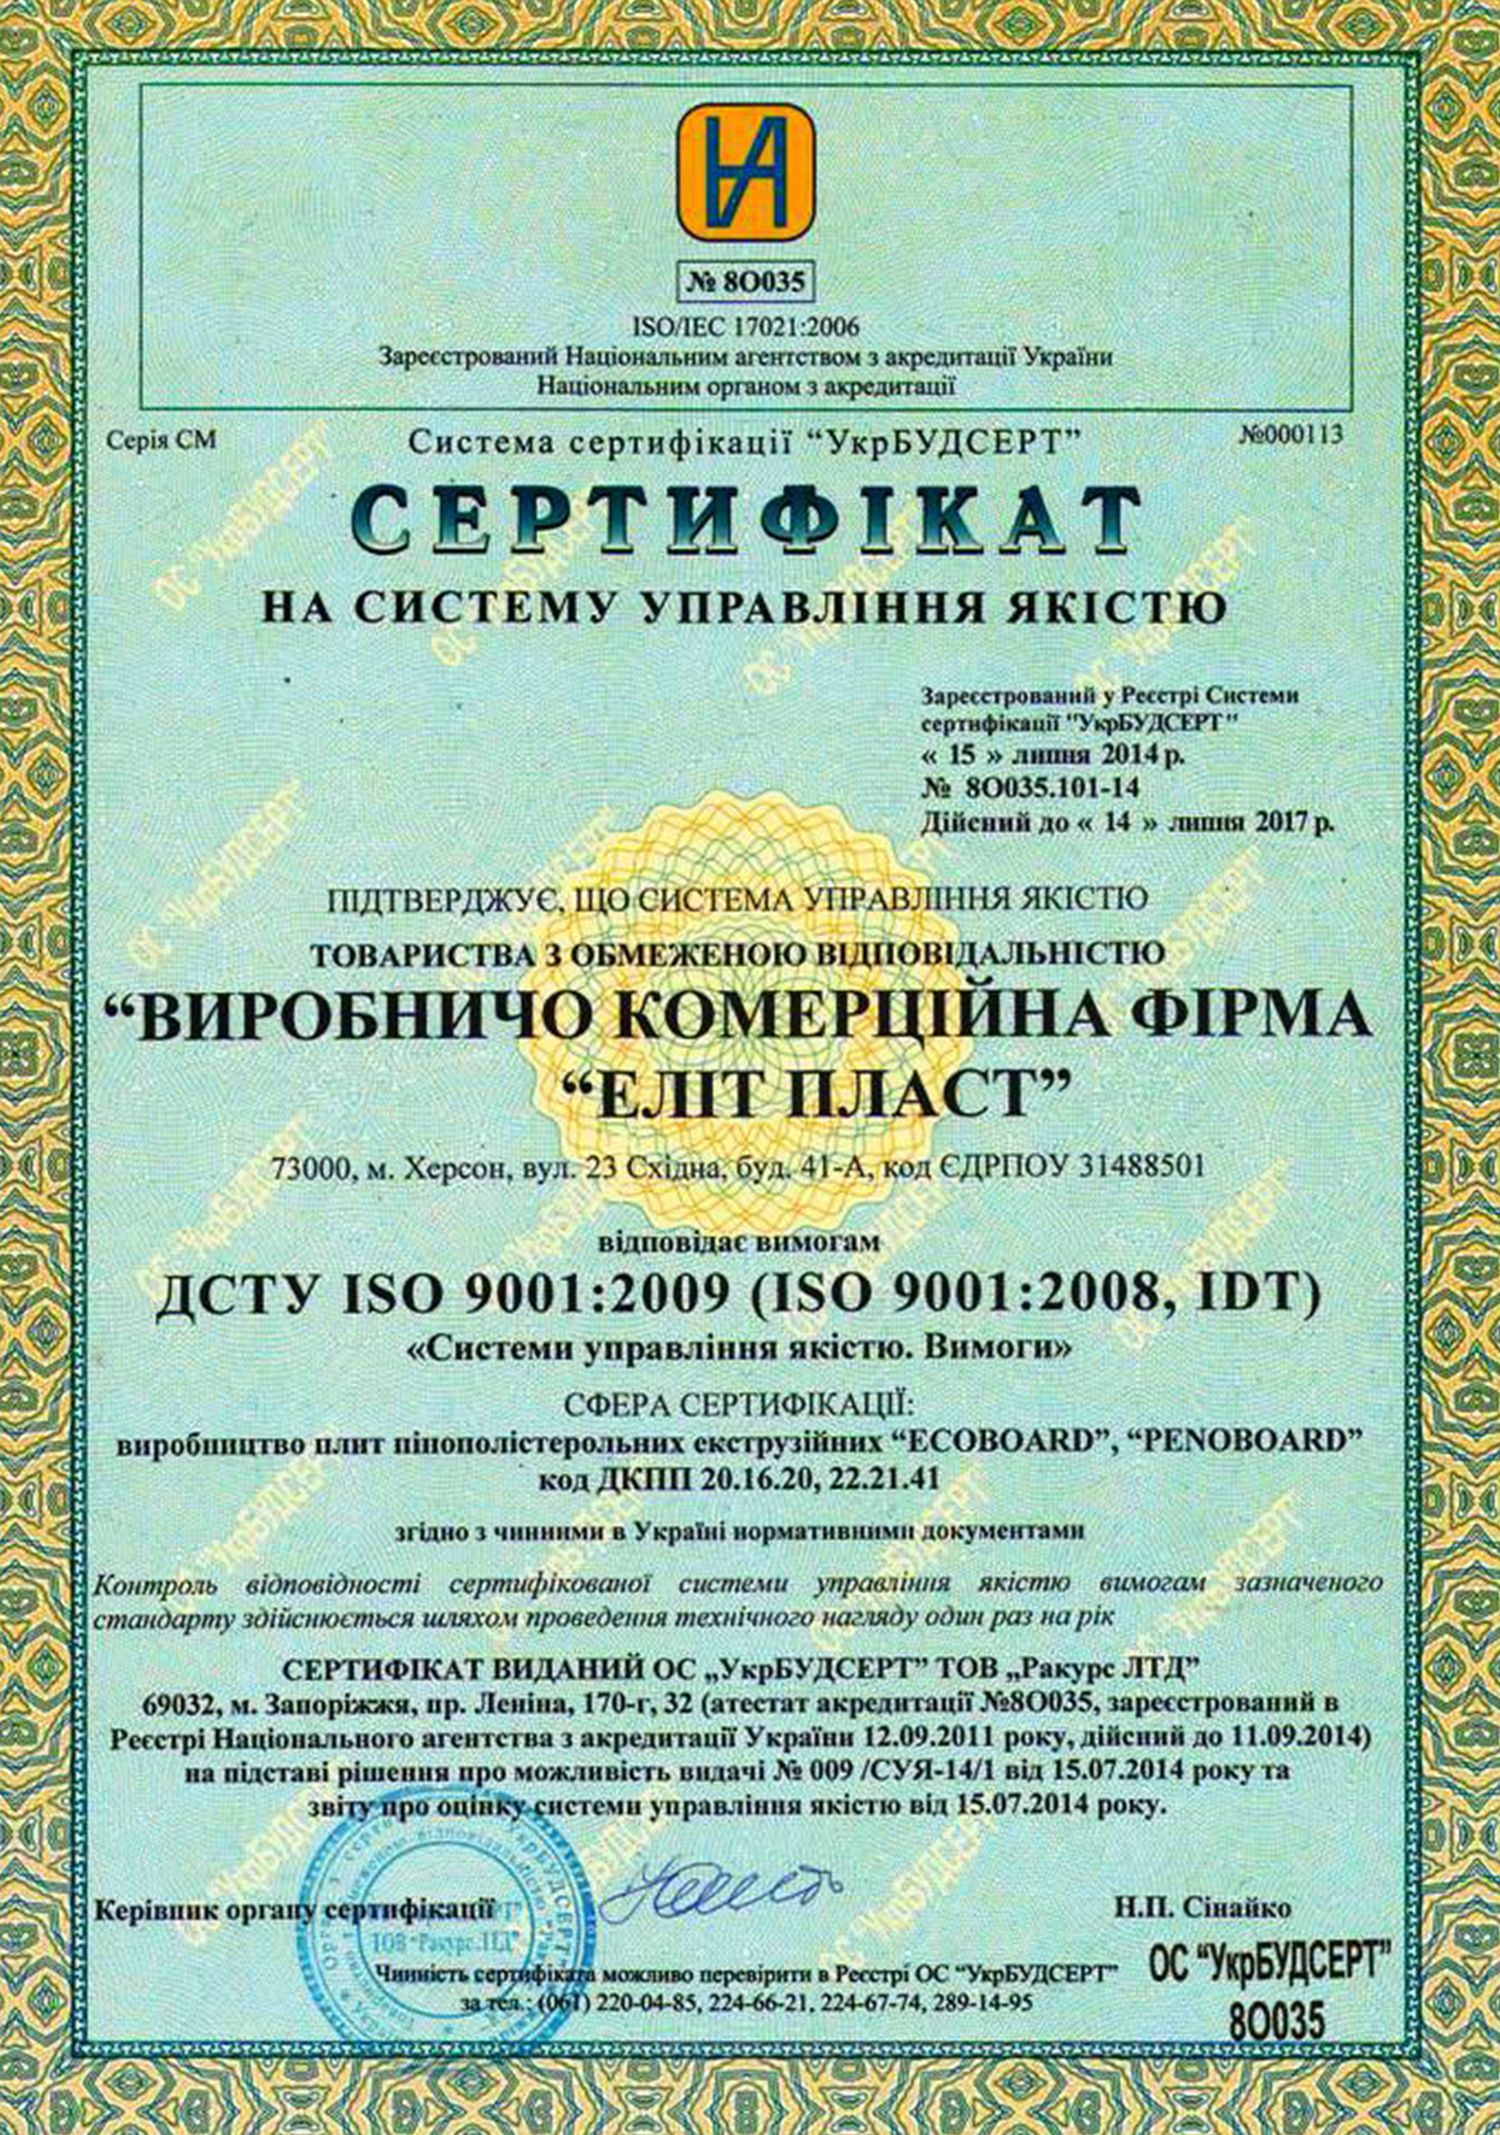 НА
№ 8О035
ISO/IEC 17021:2006
Зареєстрований Національним агентством з акредитації України
Національним органом з акредитації
Серія СМ
Система сертифікації “УкрБУДСЕРТ”
№000113
СЕРТИФІКАТ
НА СИСТЕМУ УПРАВЛІННЯ ЯКІСТЮ
Зареєстрований у Реєстрі Системи
сертифікації "УкрБУДСЕРТ"
« 15 » липня 2014 р.
№ 8О035.101-14
Дійсний до « 14 » липня 2017 р.
ПІДТВЕРДЖУЄ, ЩО СИСТЕМА УПРАВЛІННЯ ЯКІСТЮ
ТОВАРИСТВА З ОБМЕЖЕНОЮ ВІДПОВІДАЛЬНІСТЮ
“ВИРОБНИЧО КОМЕРЦІЙНА ФІРМА
“ЕЛІТ ПЛАСТ”
73000, м. Херсон, вул. 23 Східна, буд. 41-А, код ЄДРПОУ 31488501
відповідає вимогам
ДСТУ ISO 9001:2009 (ISO 9001:2008, IDT)
«Системи управління якістю. Вимоги»
СФЕРА СЕРТИФІКАЦІЇ:
виробництво плит пінополістерольних екструзійних “ECOBOARD”, “PENOBOARD”
код ДКПП 20.16.20, 22.21.41
згідно з чинними в Україні нормативними документами
Контроль відповідності сертифікованої системи управління якістю вимогам зазначеного
стандарту здійснюється шляхом проведення технічного нагляду один раз на рік
СЕРТИФІКАТ ВИДАНИЙ ОС „УкрБУДСЕРТ” ТОВ „Ракурс ЛТД”
69032, м. Запоріжжя, пр. Леніна, 170-г, 32 (атестат акредитації №8О035, зареєстрований в
Реєстрі Національного агентства з акредитації України 12.09.2011 року, дійсний до 11.09.2014)
на підставі рішення про можливість видачі № 009 /СУЯ-14/1 від 15.07.2014 року та
звіту про оцінку системи управління якістю від 15.07.2014 року.
Керівник органу сертифікації
Н.П. Сінайко
ТОВ "Ракурс ЛТД"
Чинність сертифіката можливо перевірити в Реєстрі ОС “УкрБУДСЕРТ”
за тел.: (061) 220-04-85, 224-66-21, 224-67-74, 289-14-95
ОС “УкрБУДСЕРТ”
8О035